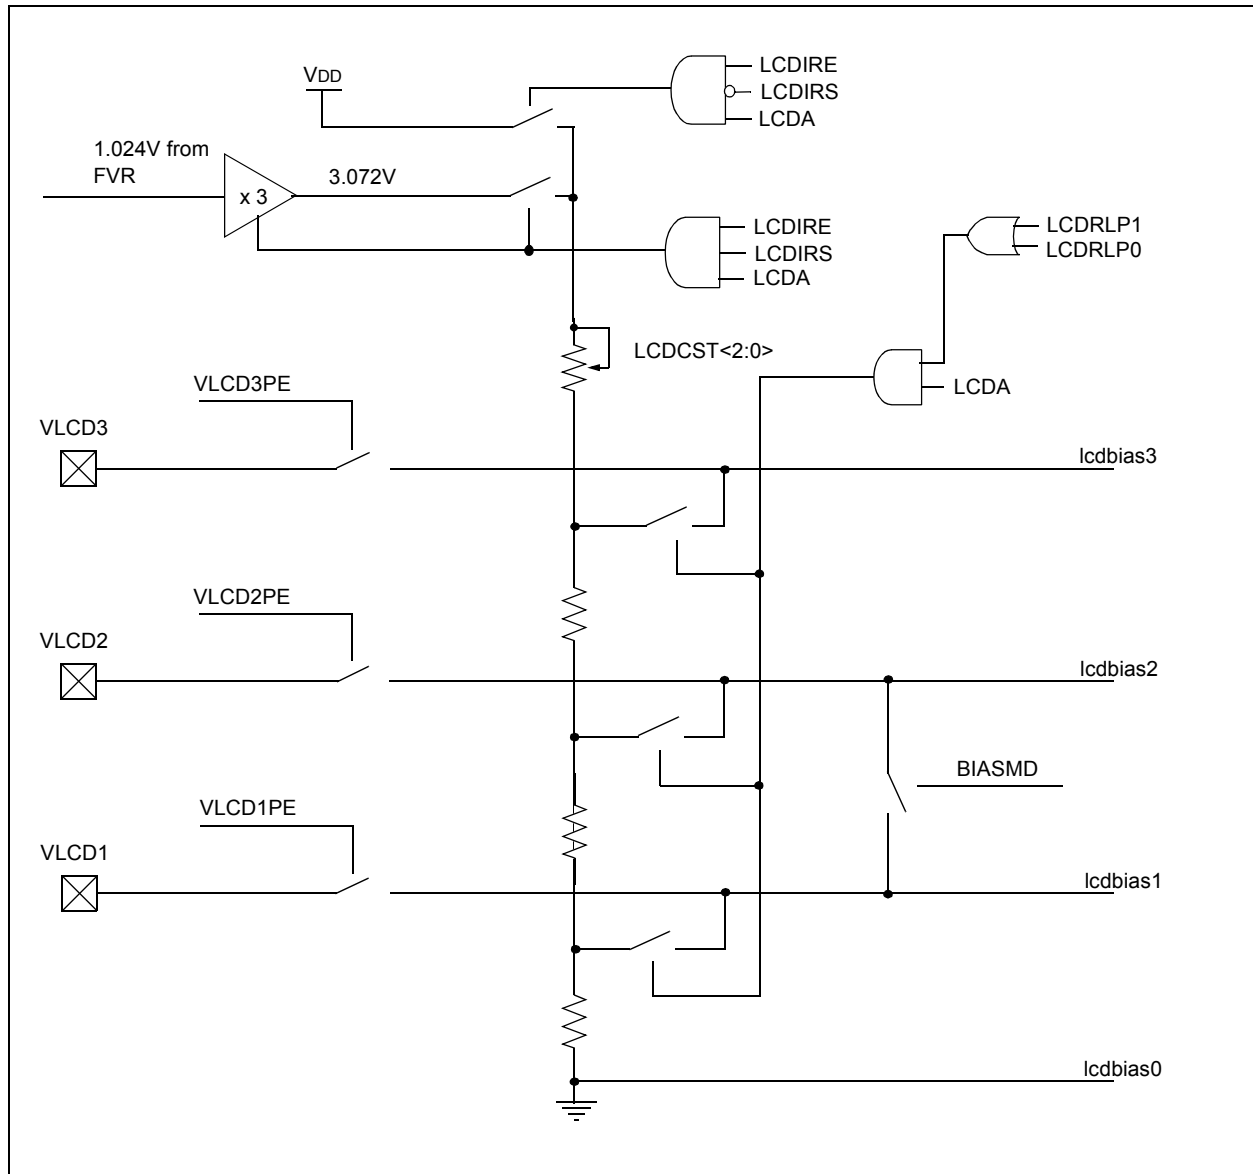 VDD
LCDIRE
LCDIRS
LCDA
1.024V from
FVR
x 3
3.072V
LCDIRE
LCDIRS
LCDA
LCDRLP1
LCDRLP0
LCDCST<2:0>
LCDA
VLCD3PE
VLCD3
lcdbias3
VLCD2PE
VLCD2
lcdbias2
BIASMD
VLCD1PE
VLCD1
lcdbias1
lcdbias0